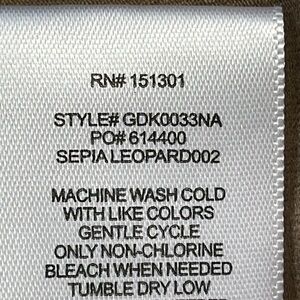 RN# 151301
STYLE# GDK0033NA
PO# 614400
SEPIA LEOPARD002
MACHINE WASH COLD
WITH LIKE COLORS
GENTLE CYCLE
ONLY NON-CHLORINE
BLEACH WHEN NEEDED
TUMBLE DRY LOW